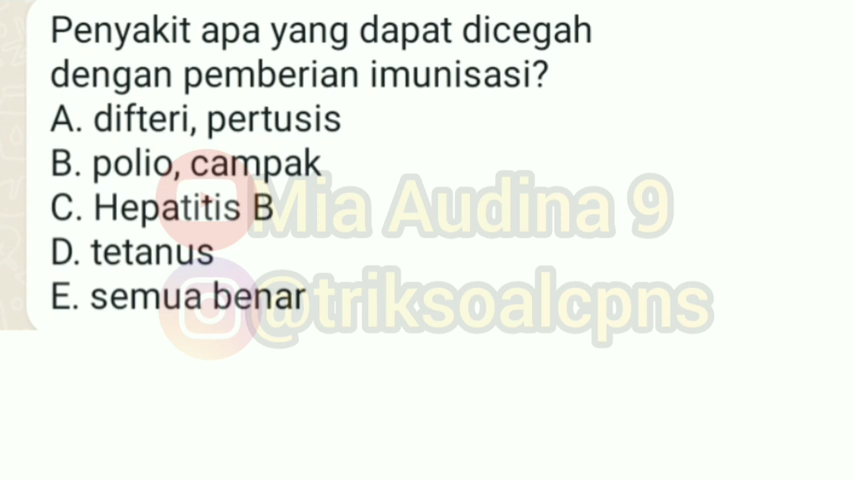 Penyakit apa yang dapat dicegah
dengan pemberian imunisasi?
A. difteri, pertusis
B. polio, campak
C. Hepatitis B
D. tetanus
E. semua benar
Mia Audina 9
@triksoalcpns